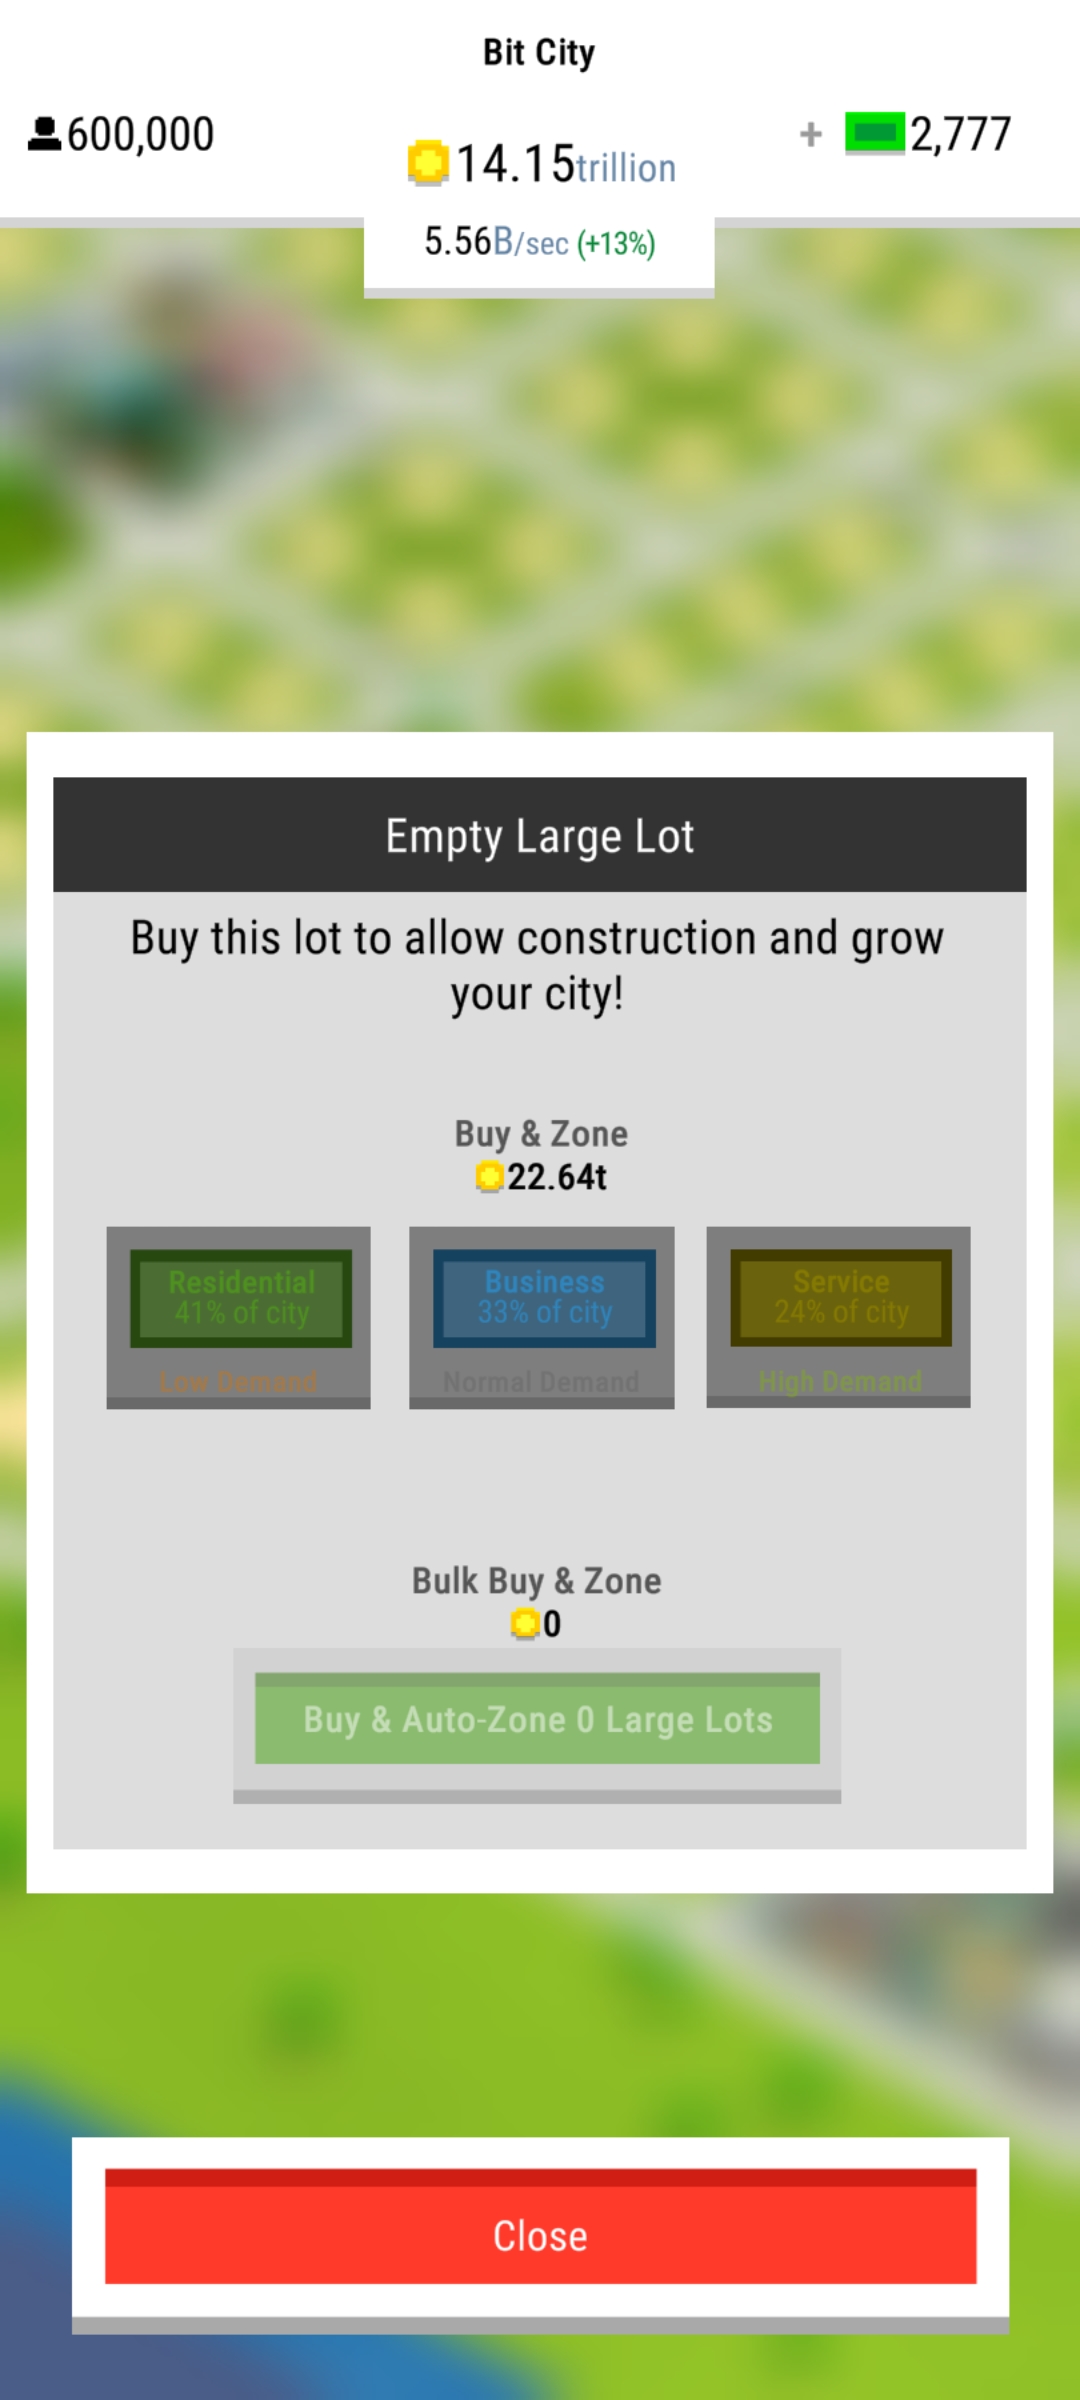 Bit City
600,000
14.15trillion
+ 2,777
5.56B/sec (+13%)
Empty Large Lot
Buy this lot to allow construction and grow
your city!
Buy & Zone
22.64t
Residential
41% of city
Low Demand
Business
33% of city
Normal Demand
Service
24% of city
High Demand
Bulk Buy & Zone
0
Buy & Auto-Zone 0 Large Lots
Close